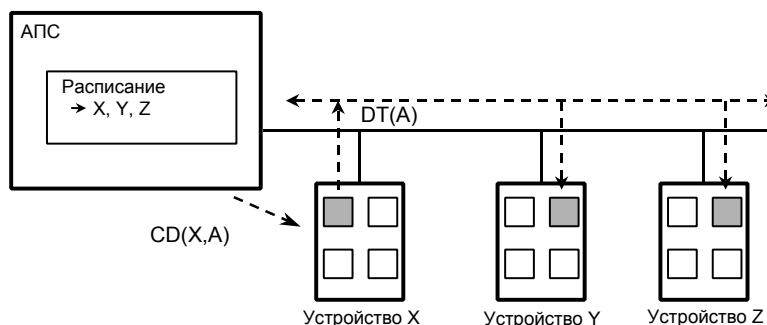 АПС
Расписание
→ X, Y, Z
DT(A)
CD(X,A)
Устройство X
Устройство Y
Устройство Z